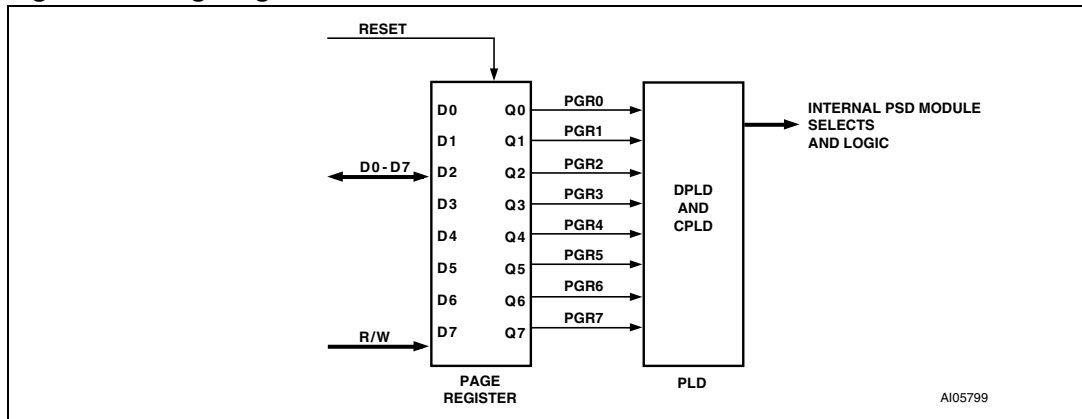 RESET
D0 Q0 PGR0
D1 Q1 PGR1
D0-D7 D2 Q2 PGR2
D3 Q3 PGR3
D4 Q4 PGR4
D5 Q5 PGR5
D6 Q6 PGR6
R/W D7 Q7 PGR7
DPLD
AND
CPLD
INTERNAL PSD MODULE
SELECTS
AND LOGIC
PAGE
REGISTER
PLD
AI05799